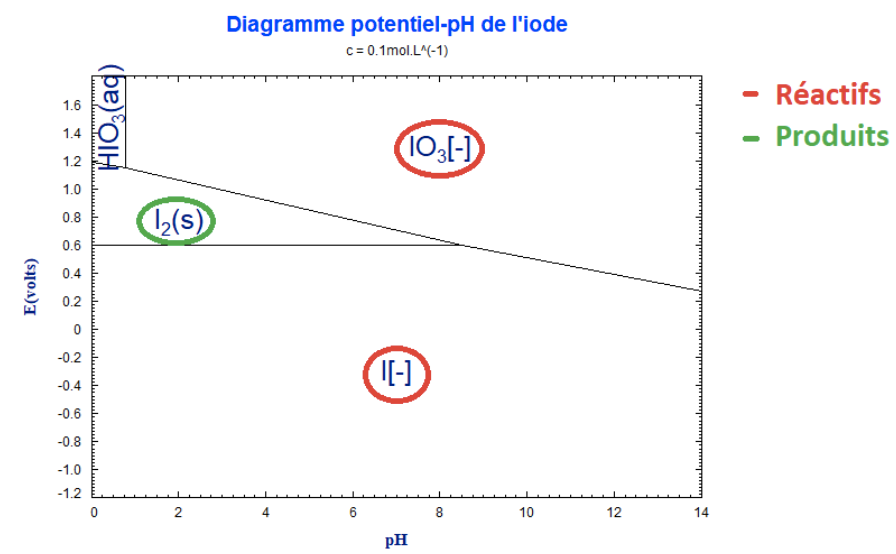 Diagramme potentiel-pH de l'iode
c = 0.1mol.L^(-1)
HIO₃(aq)
IO₃[-]
I₂(s)
I[-]
Réactifs
Produits
E(volts)
1.6
1.4
1.2
1.0
0.8
0.6
0.4
0.2
0
-0.2
-0.4
-0.6
-0.8
-1.0
-1.2
0 2 4 6 8 10 12 14
pH